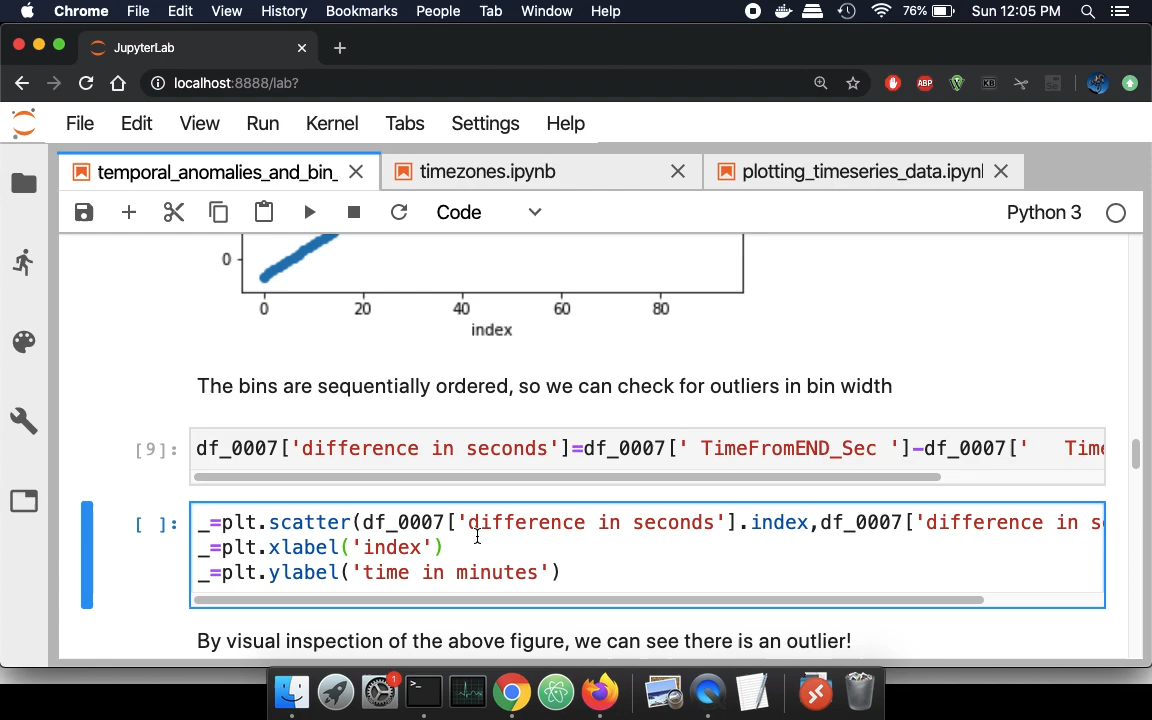 Chrome File Edit View History Bookmarks People Tab Window Help 76% Sun 12:05 PM
JupyterLab
localhost:8888/lab?
ABP KB
File Edit View Run Kernel Tabs Settings Help
temporal_anomalies_and_bin_ timezones.ipynb plotting_timeseries_data.ipynl
Code Python 3
0
0 20 40 60 80
index
The bins are sequentially ordered, so we can check for outliers in bin width
[9]: df_0007['difference in seconds']=df_0007[' TimeFromEND_Sec ']-df_0007['   Time
[ ]: _=plt.scatter(df_0007['difference in seconds'].index,df_0007['difference in s
_=plt.xlabel('index')
_=plt.ylabel('time in minutes')
By visual inspection of the above figure, we can see there is an outlier!
1